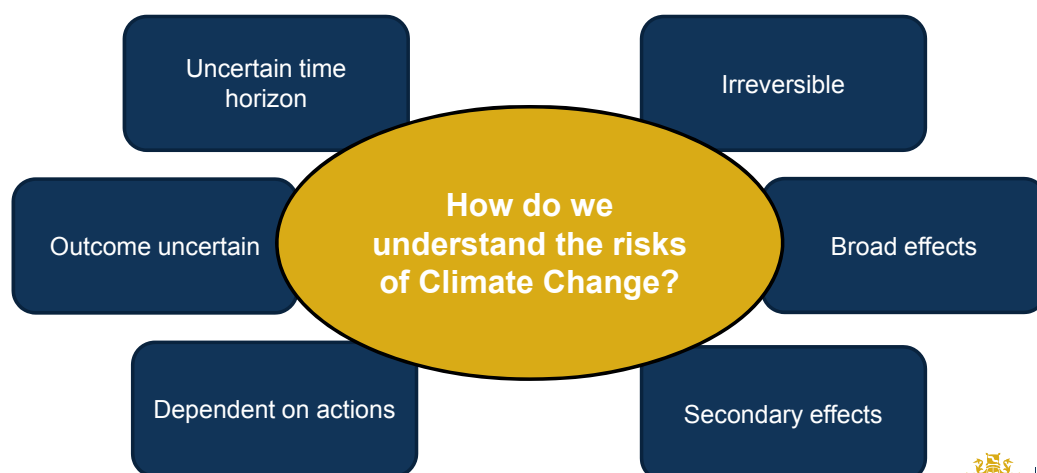 Uncertain time
horizon
Irreversible
How do we
understand the risks
of Climate Change?
Outcome uncertain
Broad effects
Dependent on actions
Secondary effects